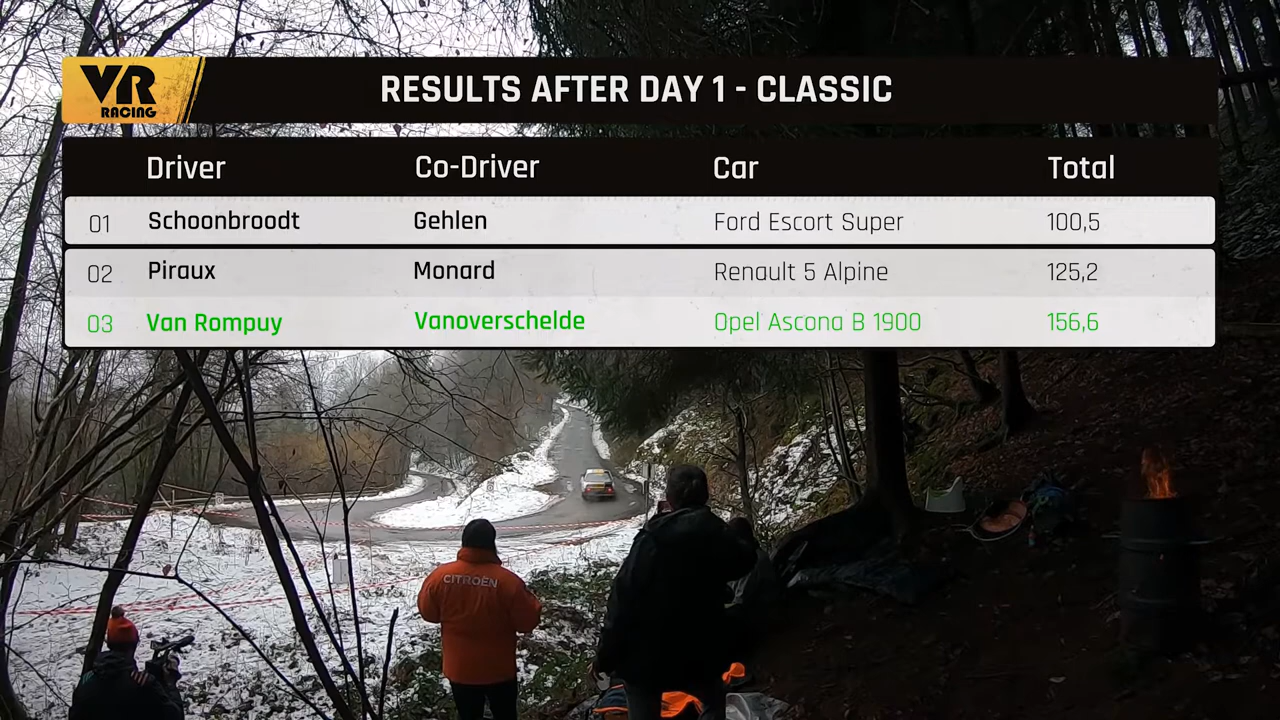 VR
RACING
RESULTS AFTER DAY 1 - CLASSIC
Driver Co-Driver Car Total
01 Schoonbroodt Gehlen Ford Escort Super 100,5
02 Piraux Monard Renault 5 Alpine 125,2
03 Van Rompuy Vanoverschelde Opel Ascona B 1900 156,6
CITROËN